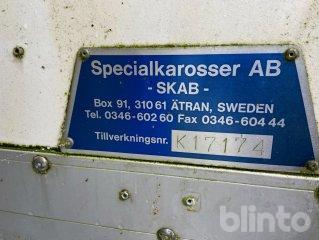 Specialkarosser AB
- SKAB -
Box 91, 310 61 ÄTRAN, SWEDEN
Tel. 0346-602 60 Fax 0346-604 44
Tillverkningsnr. K17174
blinto